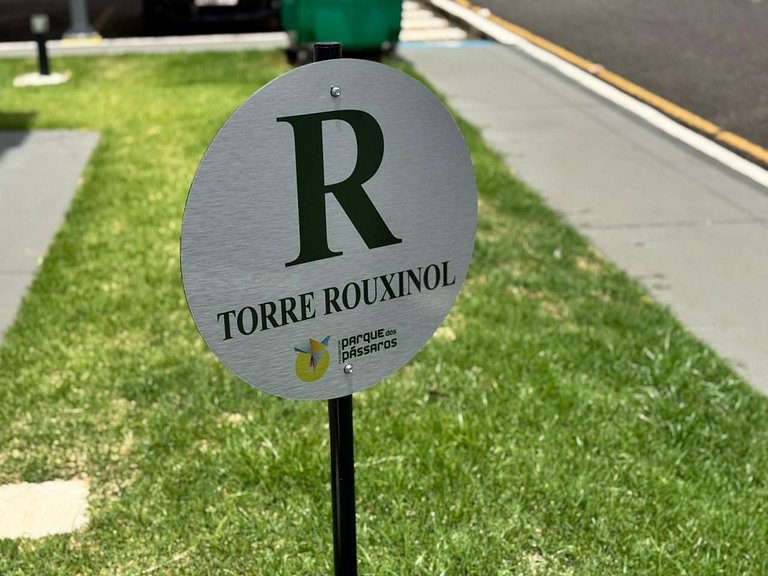 R
TORRE ROUXINOL
PARQUE dos
PÁSSAROS